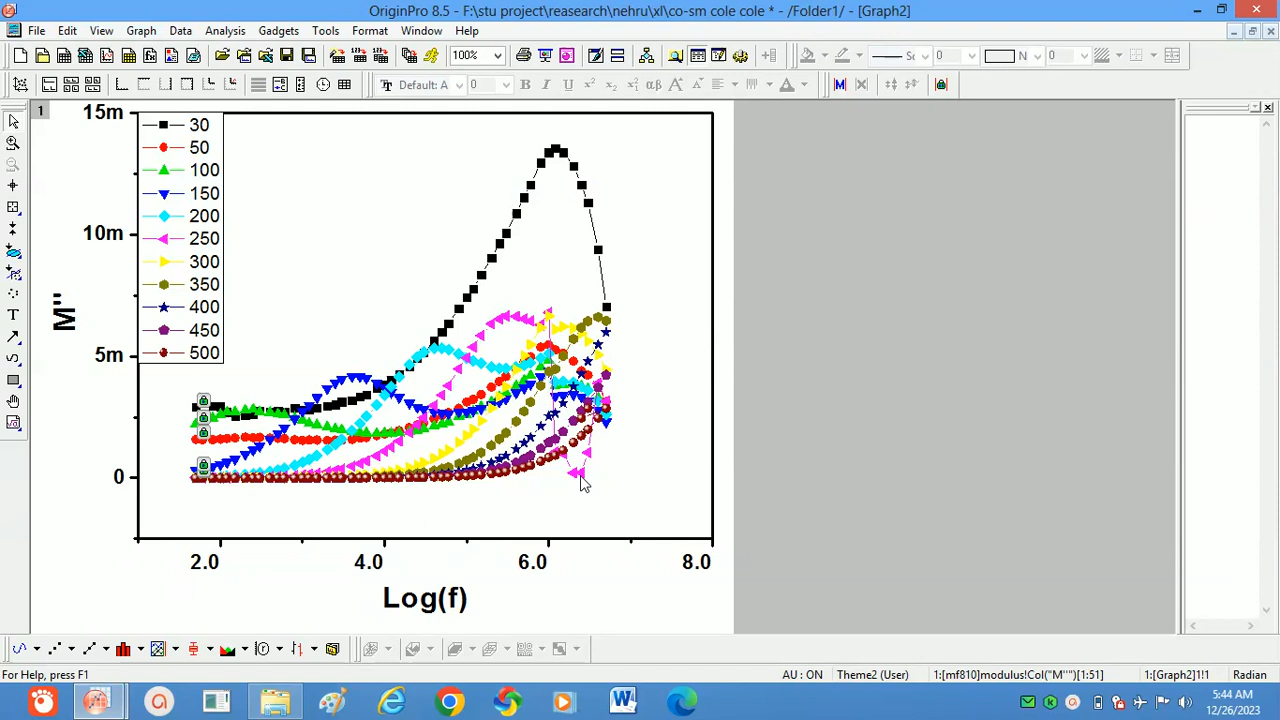 OriginPro 8.5 - F:\stu project\reasearch\nehru\xl\co-sm cole cole * - /Folder1/ - [Graph2]
File Edit View Graph Data Analysis Gadgets Tools Format Window Help
100%
Default: A 0
1
15m
10m
5m
0
M''
30
50
100
150
200
250
300
350
400
450
500
2.0 4.0 6.0 8.0
Log(f)
For Help, press F1
AU : ON Theme2 (User) 1:[mf810]modulus!Col("M''")[1:51] 1:[Graph2]1!1 Radian
5:44 AM
12/26/2023